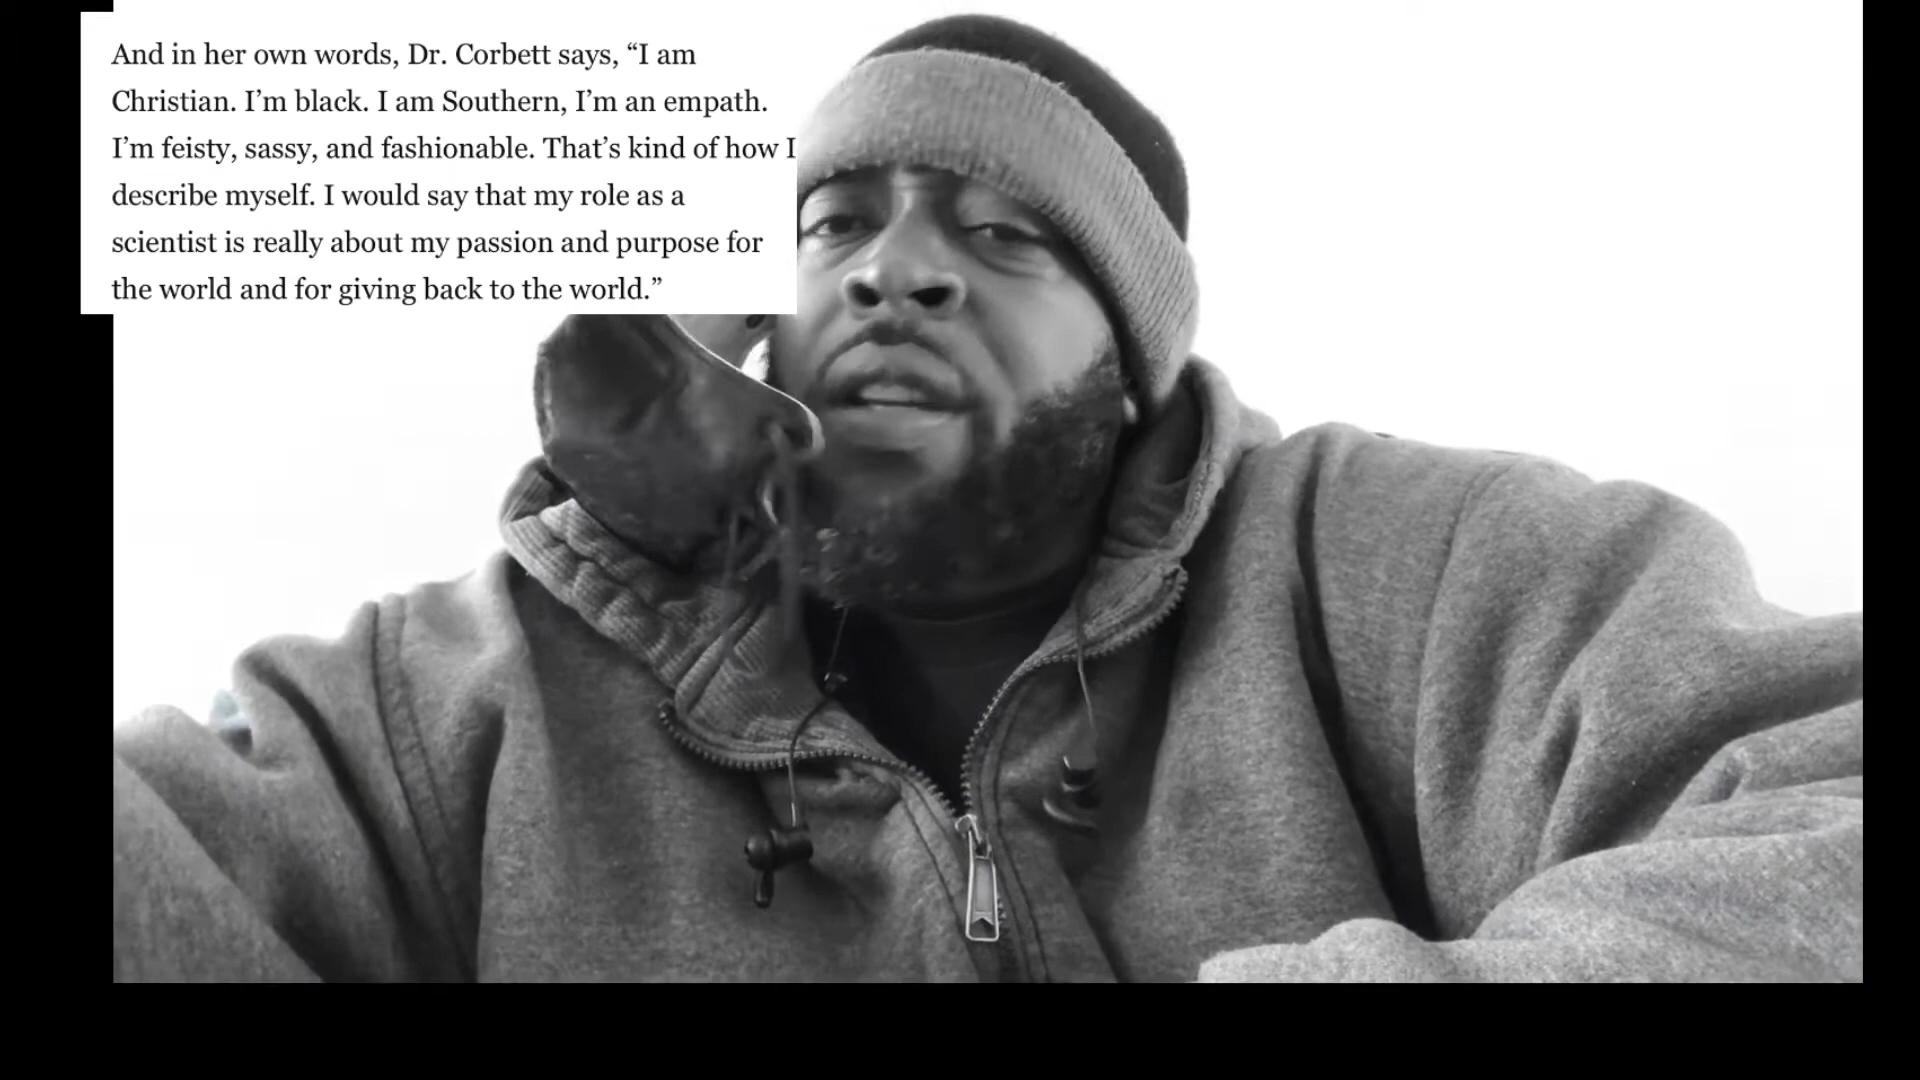 And in her own words, Dr. Corbett says, “I am
Christian. I’m black. I am Southern, I’m an empath.
I’m feisty, sassy, and fashionable. That’s kind of how I
describe myself. I would say that my role as a
scientist is really about my passion and purpose for
the world and for giving back to the world.”